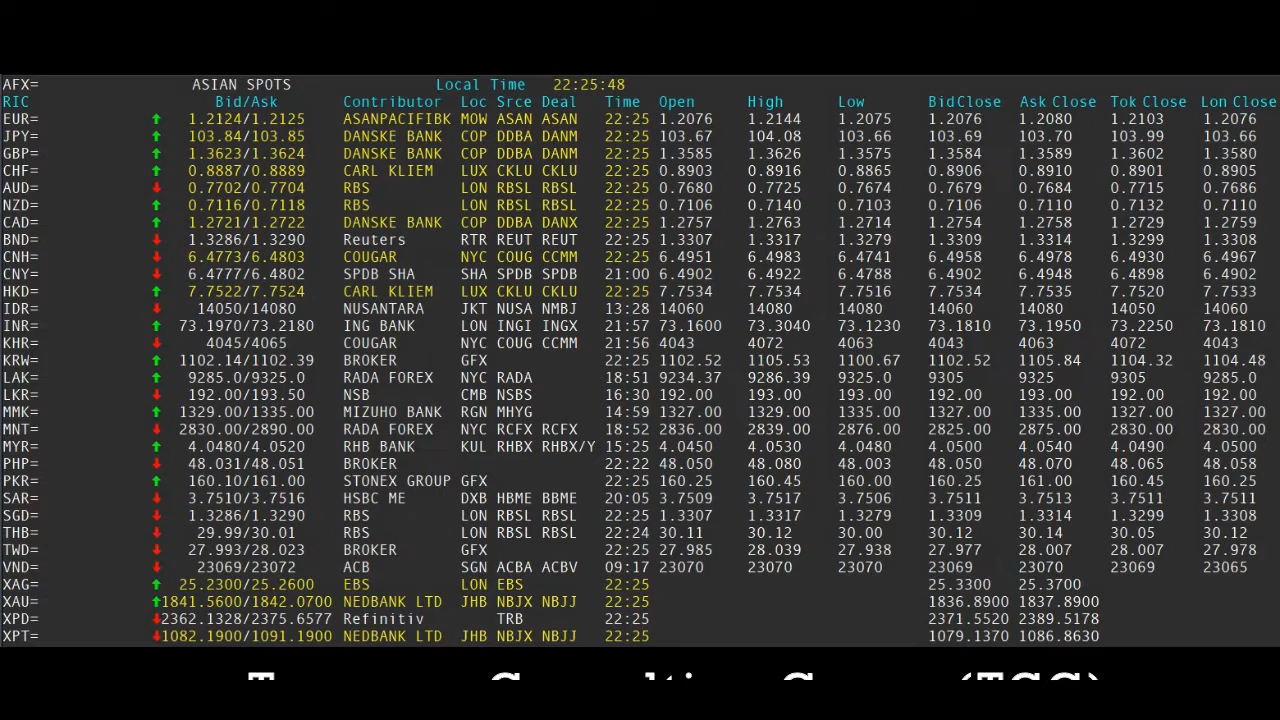 AFX= ASIAN SPOTS Local Time 22:25:48
RIC Bid/Ask Contributor Loc Srce Deal Time Open High Low Bid Close Ask Close Tok Close Lon Close
EUR= 1.2124/1.2125 ASANPACIFIBK MOW ASAN ASAN 22:25 1.2076 1.2144 1.2075 1.2076 1.2080 1.2103 1.2076
JPY= 103.84/103.85 DANSKE BANK COP DDBA DANM 22:25 103.67 104.08 103.66 103.69 103.70 103.99 103.66
GBP= 1.3623/1.3624 DANSKE BANK COP DDBA DANM 22:25 1.3585 1.3626 1.3575 1.3584 1.3589 1.3602 1.3580
CHF= 0.8887/0.8889 CARL KLIEM LUX CKLU CKLU 22:25 0.8903 0.8916 0.8865 0.8906 0.8910 0.8901 0.8905
AUD= 0.7702/0.7704 RBS LON RBSL RBSL 22:25 0.7680 0.7725 0.7674 0.7679 0.7684 0.7715 0.7686
NZD= 0.7116/0.7118 RBS LON RBSL RBSL 22:25 0.7106 0.7140 0.7103 0.7106 0.7110 0.7132 0.7110
CAD= 1.2721/1.2722 DANSKE BANK COP DDBA DANX 22:25 1.2757 1.2763 1.2714 1.2754 1.2758 1.2729 1.2759
BND= 1.3286/1.3290 Reuters RTR REUT REUT 22:25 1.3307 1.3317 1.3279 1.3309 1.3314 1.3299 1.3308
CNH= 6.4773/6.4803 COUGAR NYC COUG CCMM 22:25 6.4951 6.4983 6.4741 6.4958 6.4978 6.4930 6.4967
CNY= 6.4777/6.4802 SPDB SHA SHA SPDB SPDB 21:00 6.4902 6.4922 6.4788 6.4902 6.4948 6.4898 6.4902
HKD= 7.7522/7.7524 CARL KLIEM LUX CKLU CKLU 22:25 7.7534 7.7534 7.7516 7.7534 7.7535 7.7520 7.7533
IDR= 14050/14080 NUSANTARA JKT NUSA NMBJ 13:28 14060 14080 14060 14060 14080 14050 14060
INR= 73.1970/73.2180 ING BANK LON INGI INGX 21:57 73.1600 73.3040 73.1230 73.1810 73.1950 73.2250 73.1810
KHR= 4045/4065 COUGAR NYC COUG CCMM 21:56 4043 4072 4063 4043 4063 4072 4043
KRW= 1102.14/1102.39 BROKER GFX 22:25 1102.52 1105.53 1100.67 1102.52 1105.84 1104.32 1104.48
LAK= 9285.0/9325.0 RADA FOREX NYC RADA 18:51 9234.37 9286.39 9325.0 9305 9325 9305 9285.0
LKR= 192.00/193.50 NSB CMB NSBS 16:30 192.00 193.00 192.00 192.00 193.00 192.00 192.00
MMK= 1329.00/1335.00 MIZUHO BANK RGN MHYG 14:59 1327.00 1329.00 1335.00 1327.00 1327.00 1327.00 1327.00
MNT= 2830.00/2890.00 RADA FOREX NYC RCFX RCFX 18:52 2836.00 2839.00 2876.00 2825.00 2875.00 2830.00 2830.00
MYR= 4.0480/4.0520 RHB BANK KUL RHBX RHBX/Y 15:25 4.0450 4.0530 4.0480 4.0500 4.0540 4.0490 4.0500
PHP= 48.031/48.051 BROKER 22:22 48.050 48.080 48.003 48.050 48.070 48.065 48.058
PKR= 160.10/161.00 STONEX GROUP GFX 22:25 160.25 160.45 160.00 160.25 161.00 160.45 160.25
SAR= 3.7510/3.7516 HSBC ME DXB HBME BBME 20:05 3.7509 3.7517 3.7506 3.7511 3.7513 3.7511 3.7511
SGD= 1.3286/1.3290 RBS LON RBSL RBSL 22:25 1.3307 1.3317 1.3279 1.3309 1.3314 1.3299 1.3308
THB= 29.99/30.01 RBS LON RBSL RBSL 22:24 30.11 30.12 30.00 30.12 30.14 30.05 30.12
TWD= 27.993/28.023 BROKER GFX 22:25 27.985 28.039 27.938 27.977 28.007 28.007 27.978
VND= 23069/23072 ACB SGN ACBA ACBV 09:17 23070 23070 23070 23069 23070 23069 23065
XAG= 25.2300/25.2600 EBS LON EBS 22:25 25.3300 25.3700
XAU= 1841.5600/1842.0700 NEDBANK LTD JHB NBJX NBJJ 22:25 1836.8900 1837.8900
XPD= 2362.1328/2375.6577 Refinitiv TRB 22:25 2371.5520 2389.5178
XPT= 1082.1900/1091.1900 NEDBANK LTD JHB NBJX NBJJ 22:25 1079.1370 1086.8630